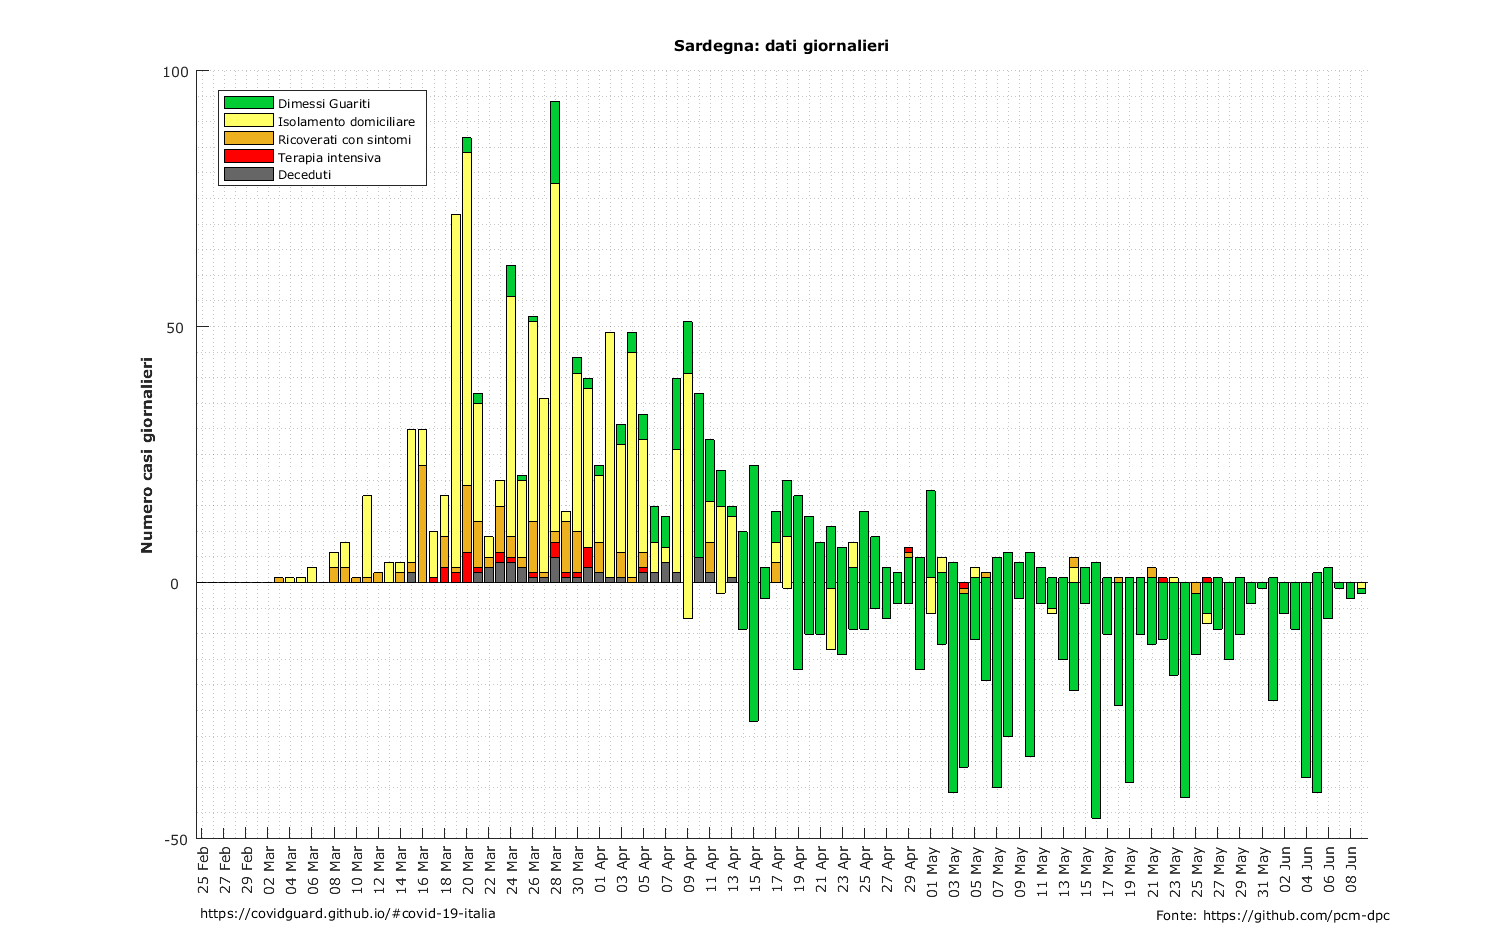 Sardegna: dati giornalieri
100
50
0
-50
Numero casi giornalieri
Dimessi Guariti
Isolamento domiciliare
Ricoverati con sintomi
Terapia intensiva
Deceduti
25 Feb
27 Feb
29 Feb
02 Mar
04 Mar
06 Mar
08 Mar
10 Mar
12 Mar
14 Mar
16 Mar
18 Mar
20 Mar
22 Mar
24 Mar
26 Mar
28 Mar
30 Mar
01 Apr
03 Apr
05 Apr
07 Apr
09 Apr
11 Apr
13 Apr
15 Apr
17 Apr
19 Apr
21 Apr
23 Apr
25 Apr
27 Apr
29 Apr
01 May
03 May
05 May
07 May
09 May
11 May
13 May
15 May
17 May
19 May
21 May
23 May
25 May
27 May
29 May
31 May
02 Jun
04 Jun
06 Jun
08 Jun
https://covidguard.github.io/#covid-19-italia
Fonte: https://github.com/pcm-dpc